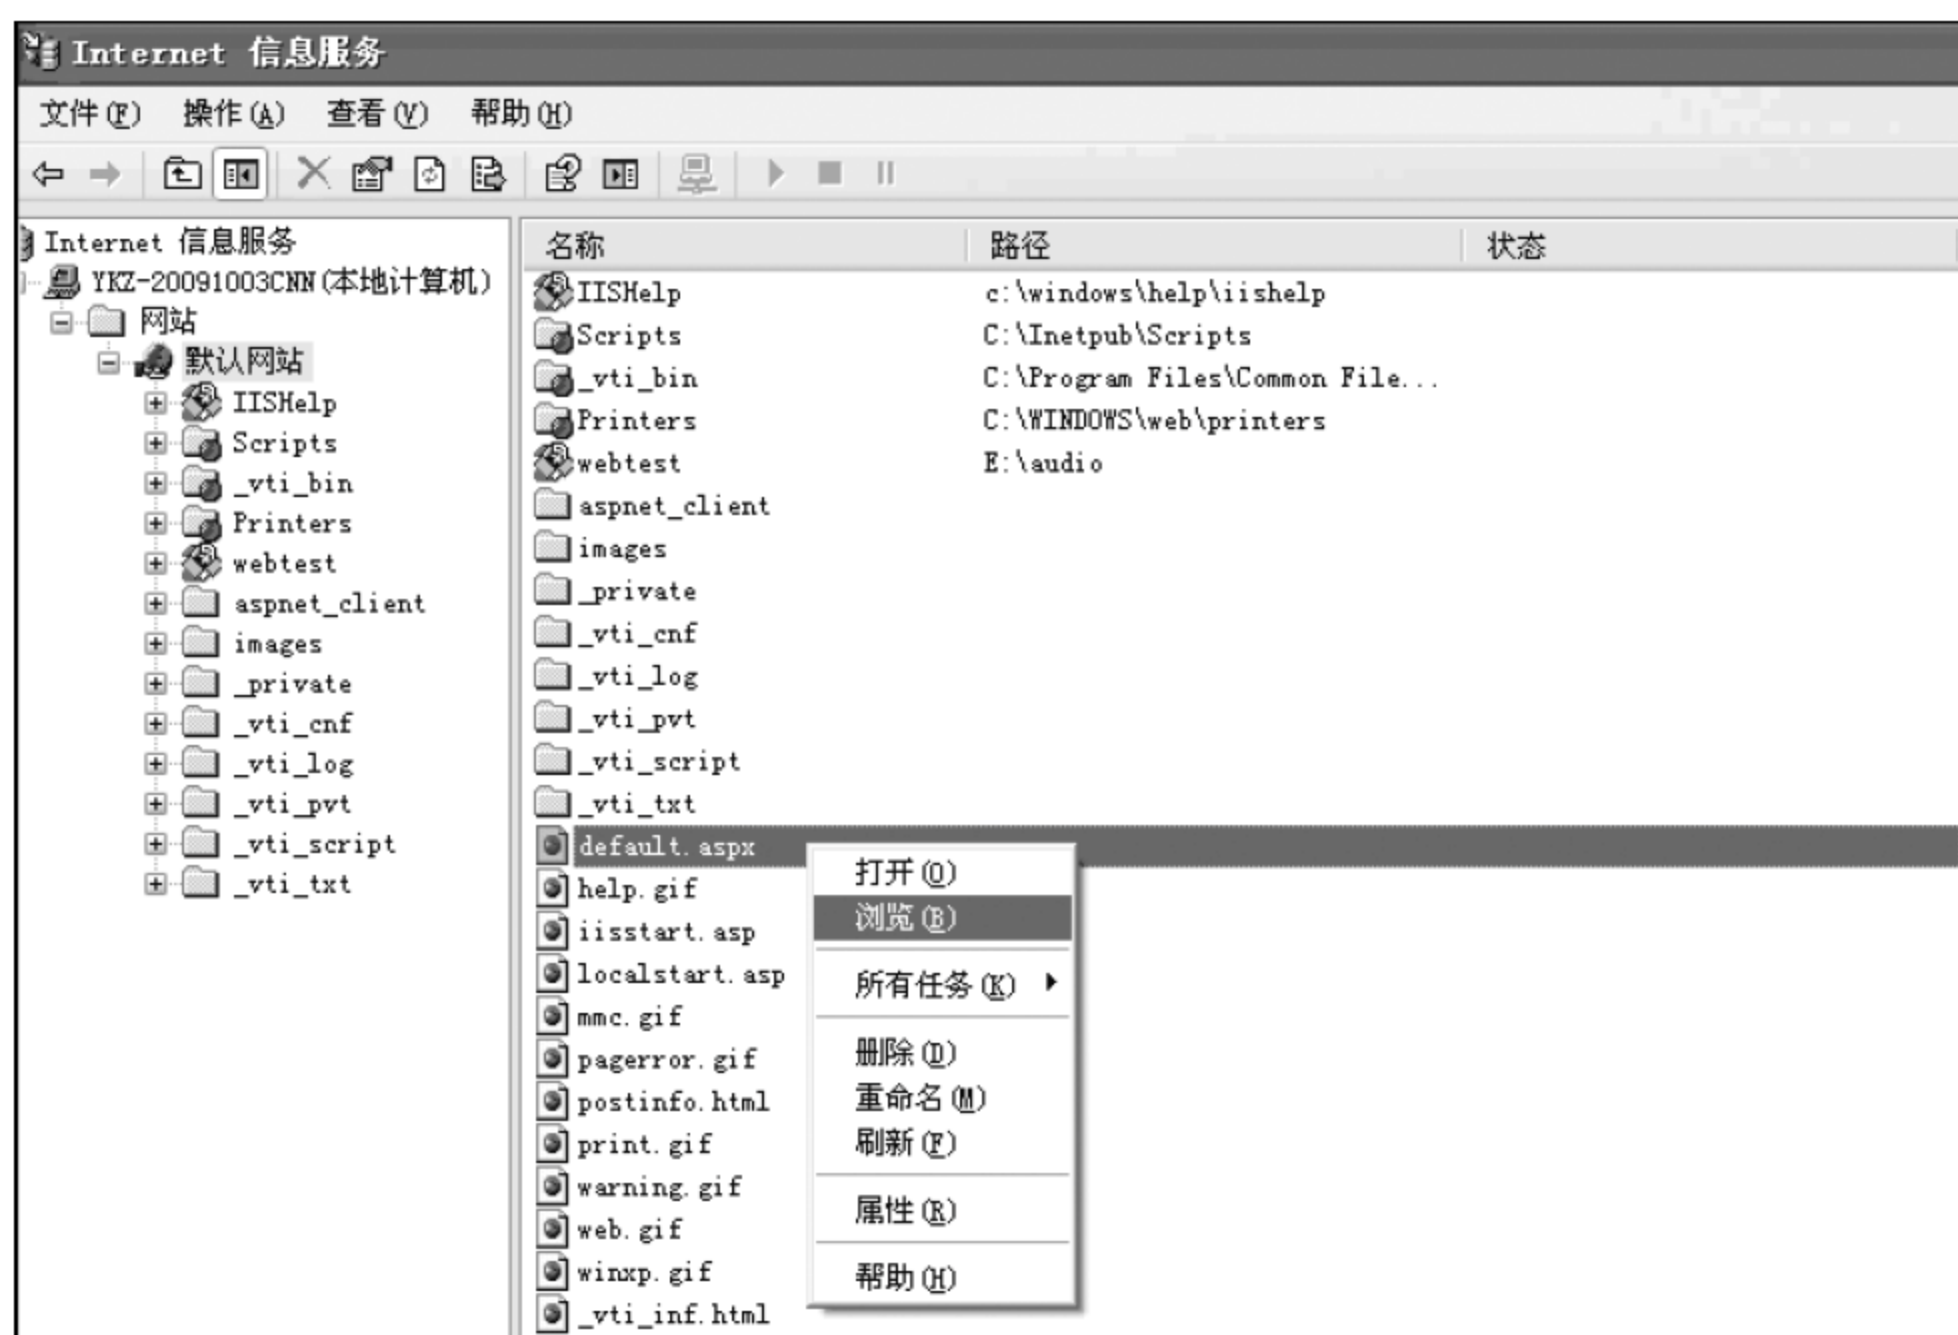 Internet 信息服务
文件(F) 操作(A) 查看(V) 帮助(H)
Internet 信息服务
YKZ-20091003CNN(本地计算机)
网站
默认网站
IISHelp
Scripts
_vti_bin
Printers
webtest
aspnet_client
images
_private
_vti_cnf
_vti_log
_vti_pvt
_vti_script
_vti_txt
名称 路径 状态
IISHelp c:\windows\help\iishelp
Scripts C:\Inetpub\Scripts
_vti_bin C:\Program Files\Common File...
Printers C:\WINDOWS\web\printers
webtest E:\audio
aspnet_client
images
_private
_vti_cnf
_vti_log
_vti_pvt
_vti_script
_vti_txt
default.aspx
help.gif
iisstart.asp
localstart.asp
mmc.gif
pagerror.gif
postinfo.html
print.gif
warning.gif
web.gif
winxp.gif
_vti_inf.html
打开(O)
浏览(B)
所有任务(K)
删除(D)
重命名(M)
刷新(F)
属性(R)
帮助(H)